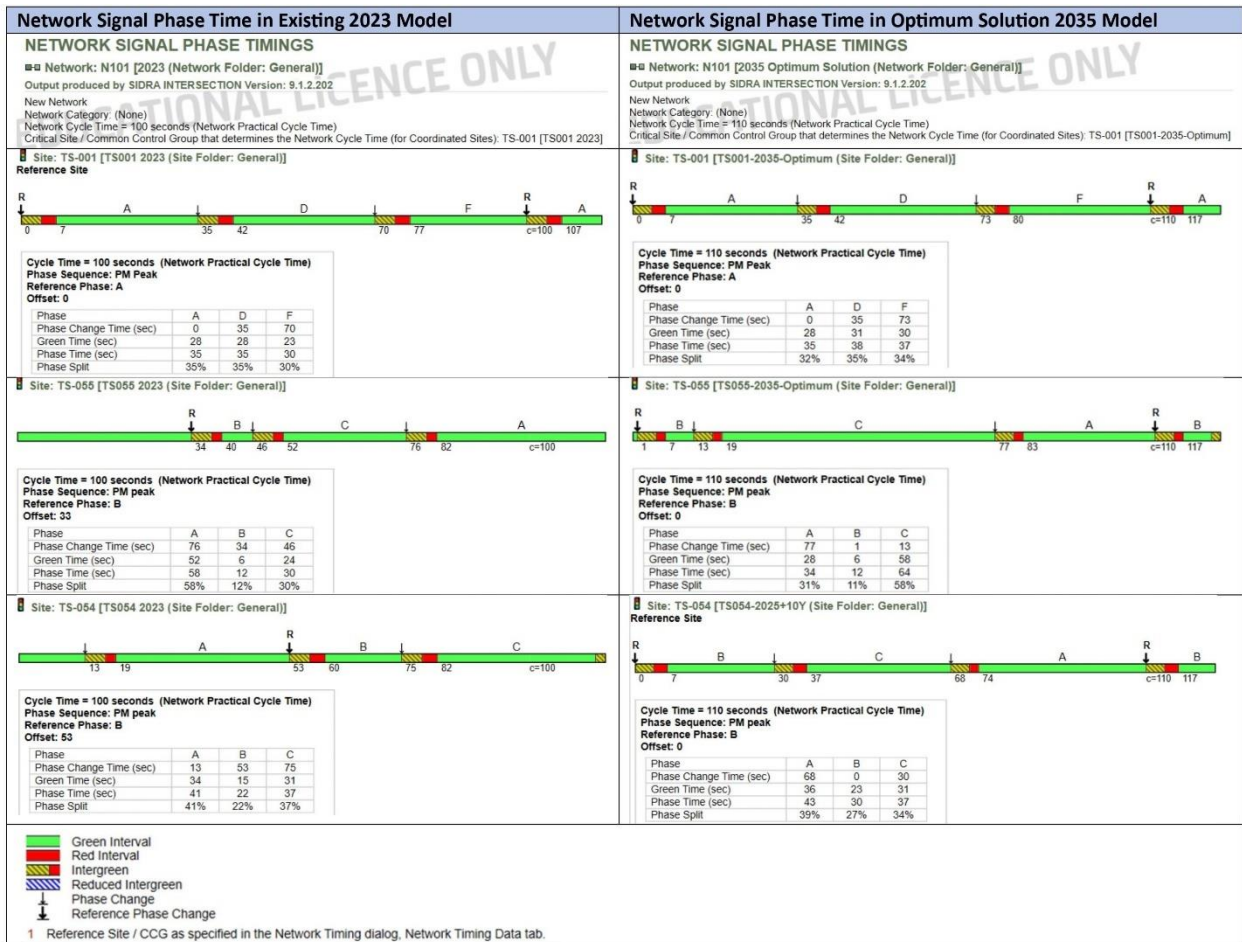 Network Signal Phase Time in Existing 2023 Model
NETWORK SIGNAL PHASE TIMINGS
Network: N101 [2023 (Network Folder: General)]
Output produced by SIDRA INTERSECTION Version: 9.1.2.202
EDUCATIONAL LICENCE ONLY
New Network
Network Category: (None)
Network Cycle Time = 100 seconds (Network Practical Cycle Time)
Critical Site / Common Control Group that determines the Network Cycle Time (for Coordinated Sites): TS-001 [TS001 2023]
Site: TS-001 [TS001 2023 (Site Folder: General)]
Reference Site
R A D F R A
0 7 35 42 70 77 c=100 107
Cycle Time = 100 seconds (Network Practical Cycle Time)
Phase Sequence: PM Peak
Reference Phase: A
Offset: 0
Phase A D F
Phase Change Time (sec) 0 35 70
Green Time (sec) 28 28 23
Phase Time (sec) 35 35 30
Phase Split 35% 35% 30%
Site: TS-055 [TS055 2023 (Site Folder: General)]
R B C A
34 40 46 52 76 82 c=100
Cycle Time = 100 seconds (Network Practical Cycle Time)
Phase Sequence: PM peak
Reference Phase: B
Offset: 33
Phase A B C
Phase Change Time (sec) 76 34 46
Green Time (sec) 52 6 24
Phase Time (sec) 58 12 30
Phase Split 58% 12% 30%
Site: TS-054 [TS054 2023 (Site Folder: General)]
A R B C
13 19 53 60 75 82 c=100
Cycle Time = 100 seconds (Network Practical Cycle Time)
Phase Sequence: PM peak
Reference Phase: B
Offset: 53
Phase A B C
Phase Change Time (sec) 13 53 75
Green Time (sec) 34 15 31
Phase Time (sec) 41 22 37
Phase Split 41% 22% 37%
Network Signal Phase Time in Optimum Solution 2035 Model
NETWORK SIGNAL PHASE TIMINGS
Network: N101 [2035 Optimum Solution (Network Folder: General)]
Output produced by SIDRA INTERSECTION Version: 9.1.2.202
EDUCATIONAL LICENCE ONLY
New Network
Network Category: (None)
Network Cycle Time = 110 seconds (Network Practical Cycle Time)
Critical Site / Common Control Group that determines the Network Cycle Time (for Coordinated Sites): TS-001 [TS001-2035-Optimum]
Site: TS-001 [TS001-2035-Optimum (Site Folder: General)]
R A D F R A
0 7 35 42 73 80 c=110 117
Cycle Time = 110 seconds (Network Practical Cycle Time)
Phase Sequence: PM Peak
Reference Phase: A
Offset: 0
Phase A D F
Phase Change Time (sec) 0 35 73
Green Time (sec) 28 31 30
Phase Time (sec) 35 38 37
Phase Split 32% 35% 34%
Site: TS-055 [TS055-2035-Optimum (Site Folder: General)]
R B C A R B
1 7 13 19 77 83 c=110 117
Cycle Time = 110 seconds (Network Practical Cycle Time)
Phase Sequence: PM peak
Reference Phase: B
Offset: 0
Phase A B C
Phase Change Time (sec) 77 1 13
Green Time (sec) 28 6 58
Phase Time (sec) 34 12 64
Phase Split 31% 11% 58%
Site: TS-054 [TS054-2025+10Y (Site Folder: General)]
Reference Site
R B C A R B
0 7 30 37 68 74 c=110 117
Cycle Time = 110 seconds (Network Practical Cycle Time)
Phase Sequence: PM peak
Reference Phase: B
Offset: 0
Phase A B C
Phase Change Time (sec) 68 0 30
Green Time (sec) 36 23 31
Phase Time (sec) 43 30 37
Phase Split 39% 27% 34%
Green Interval
Red Interval
Intergreen
Reduced Intergreen
Phase Change
Reference Phase Change
1 Reference Site / CCG as specified in the Network Timing dialog, Network Timing Data tab.